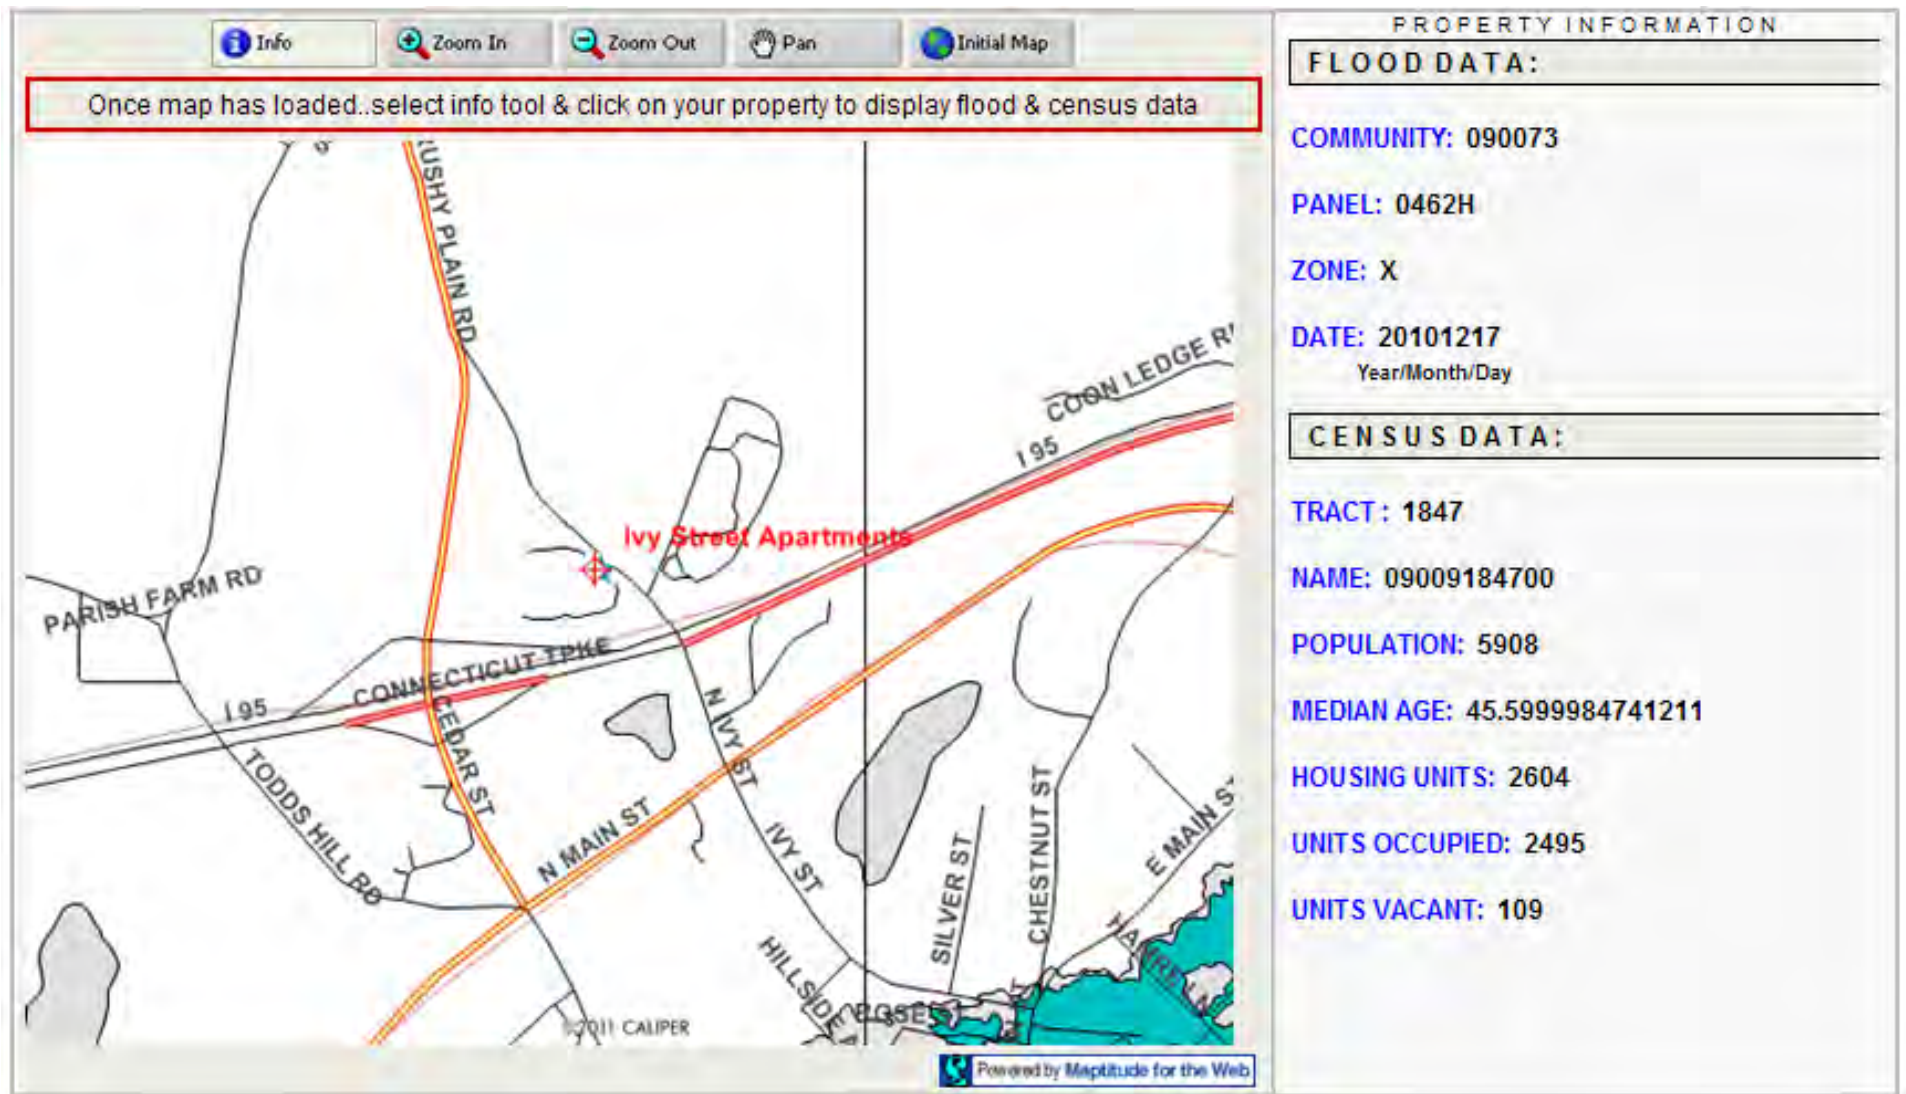 PROPERTY INFORMATION
Info
Zoom In
Zoom Out
Pan
Initial Map
Once map has loaded..select info tool & click on your property to display flood & census data
RUSHY PLAIN RD
COON LEDGE R
I 95
Ivy Street Apartments
PARISH FARM RD
CONNECTICUT TPKE
I 95
CEDAR ST
N IVY ST
TODDS HILL RD
N MAIN ST
IVY ST
SILVER ST
CHESTNUT ST
E MAIN S
HILLSIDE A
HAMRE LN
©2011 CALIPER
Powered by Maptitude for the Web
FLOOD DATA:
COMMUNITY: 090073
PANEL: 0462H
ZONE: X
DATE: 20101217
Year/Month/Day
CENSUS DATA:
TRACT : 1847
NAME: 09009184700
POPULATION: 5908
MEDIAN AGE: 45.5999984741211
HOUSING UNITS: 2604
UNITS OCCUPIED: 2495
UNITS VACANT: 109